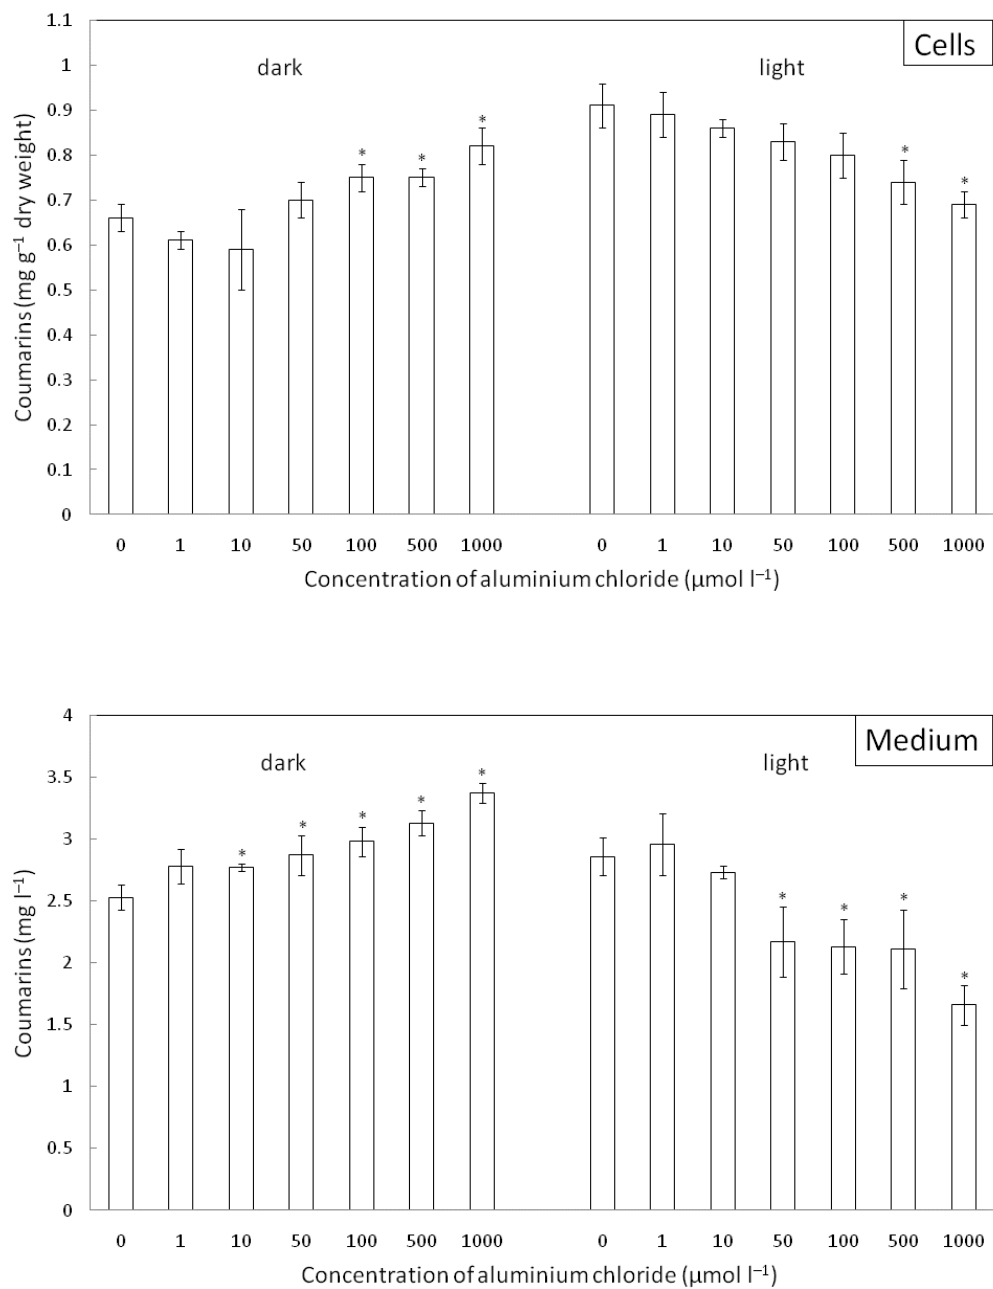 Cells
dark light
Coumarins (mg g⁻¹ dry weight)
1.1
1
0.9
0.8
0.7
0.6
0.5
0.4
0.3
0.2
0.1
0
* * * * *
0 1 10 50 100 500 1000 0 1 10 50 100 500 1000
Concentration of aluminium chloride (µmol l⁻¹)
Medium
dark light
Coumarins (mg l⁻¹)
4
3.5
3
2.5
2
1.5
1
0.5
0
* * * * * * * * *
0 1 10 50 100 500 1000 0 1 10 50 100 500 1000
Concentration of aluminium chloride (µmol l⁻¹)